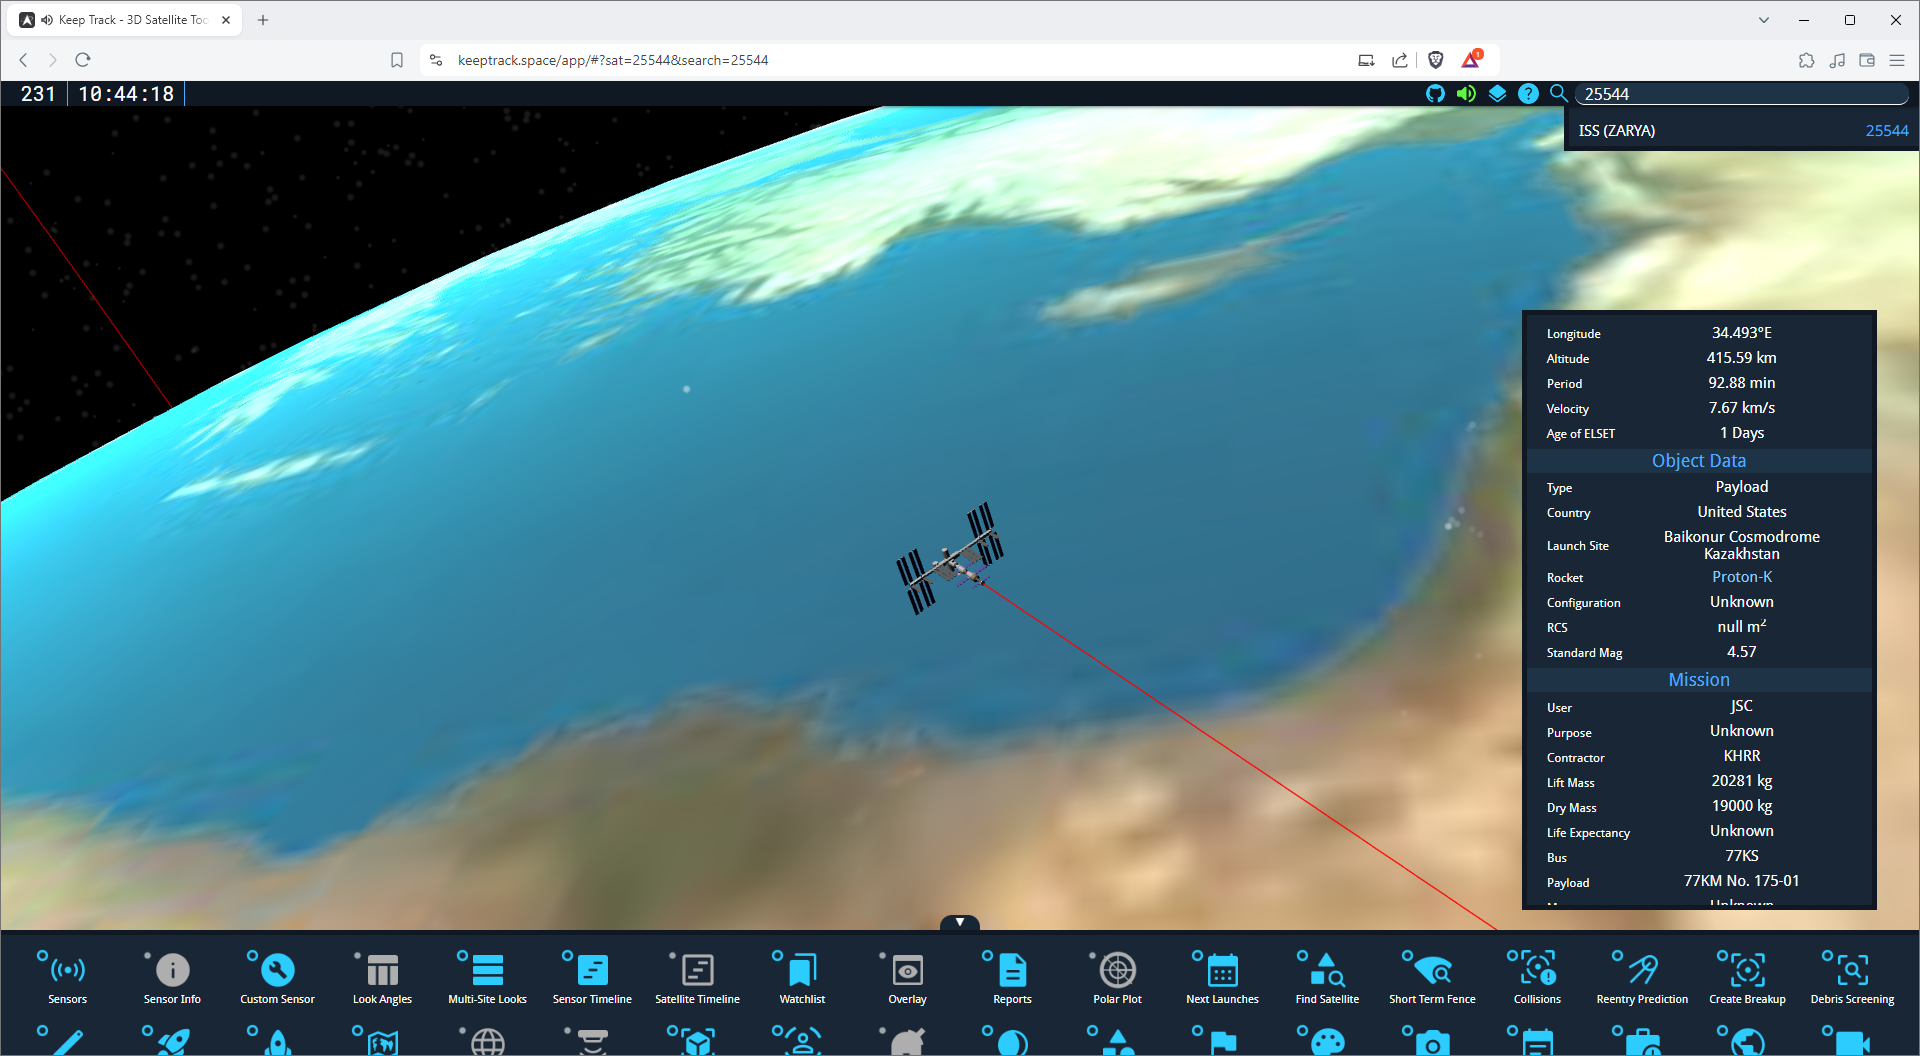 Keep Track - 3D Satellite Too
keeptrack.space/app/#?sat=25544&search=25544
1
231 10:44:18
?
25544
ISS (ZARYA) 25544
Longitude 34.493°E
Altitude 415.59 km
Period 92.88 min
Velocity 7.67 km/s
Age of ELSET 1 Days
Object Data
Type Payload
Country United States
Launch Site Baikonur Cosmodrome
Kazakhstan
Rocket Proton-K
Configuration Unknown
RCS null m²
Standard Mag 4.57
Mission
User JSC
Purpose Unknown
Contractor KHRR
Lift Mass 20281 kg
Dry Mass 19000 kg
Life Expectancy Unknown
Bus 77KS
Payload 77KM No. 175-01
Unknown
Sensors Sensor Info Custom Sensor Look Angles Multi-Site Looks Sensor Timeline Satellite Timeline Watchlist Overlay Reports Polar Plot Next Launches Find Satellite Short Term Fence Collisions Reentry Prediction Create Breakup Debris Screening